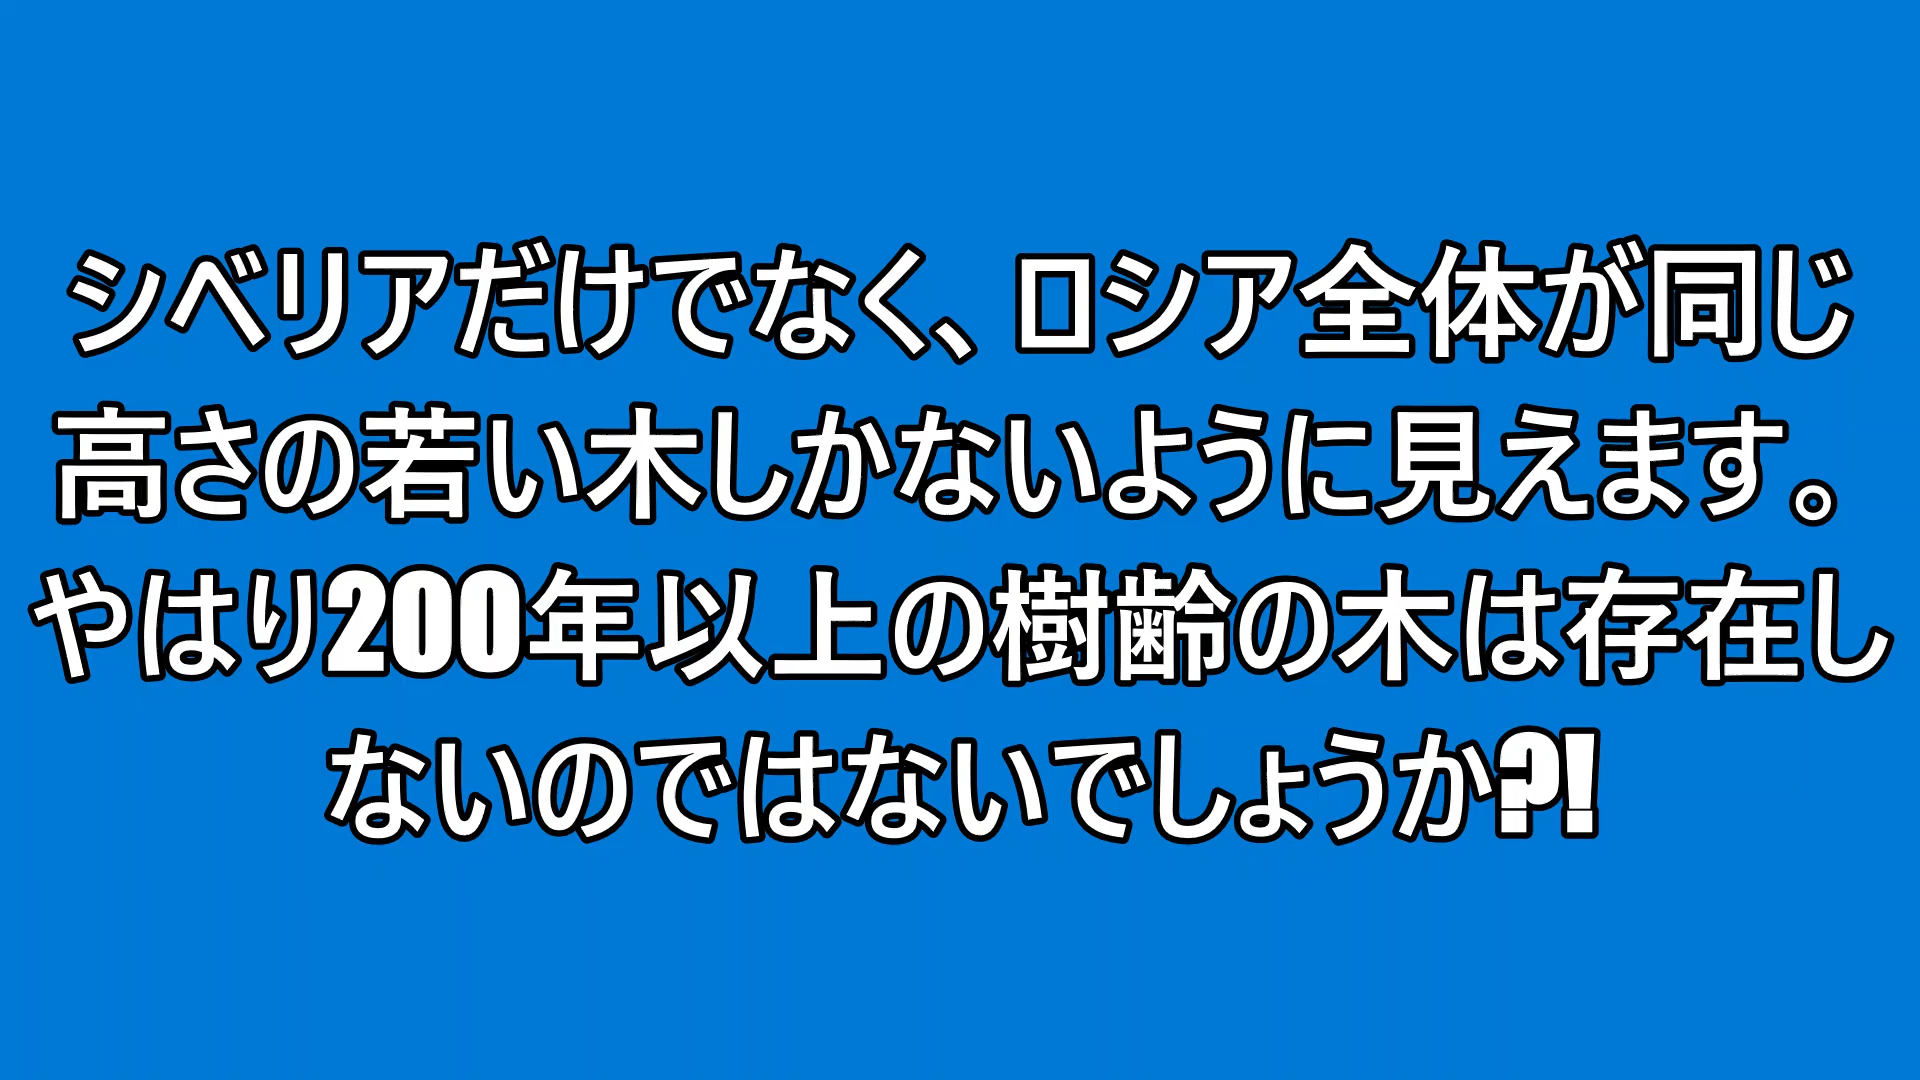 シベリアだけでなく、ロシア全体が同じ
高さの若い木しかないように見えます。
やはり200年以上の樹齢の木は存在し
ないのではないでしょうか?!